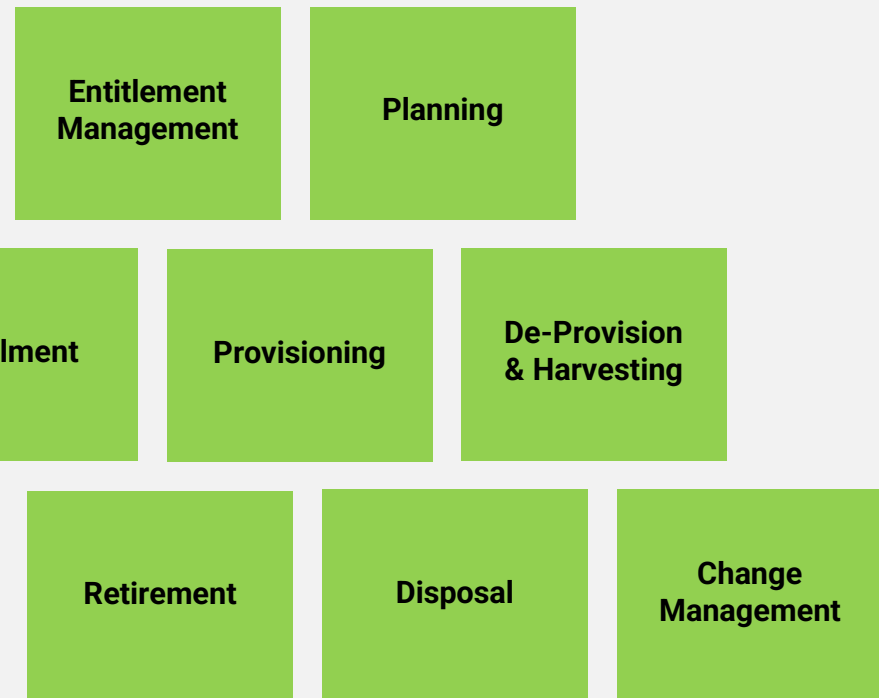 Entitlement
Management
Planning
lment
Provisioning
De-Provision
& Harvesting
Retirement
Disposal
Change
Management